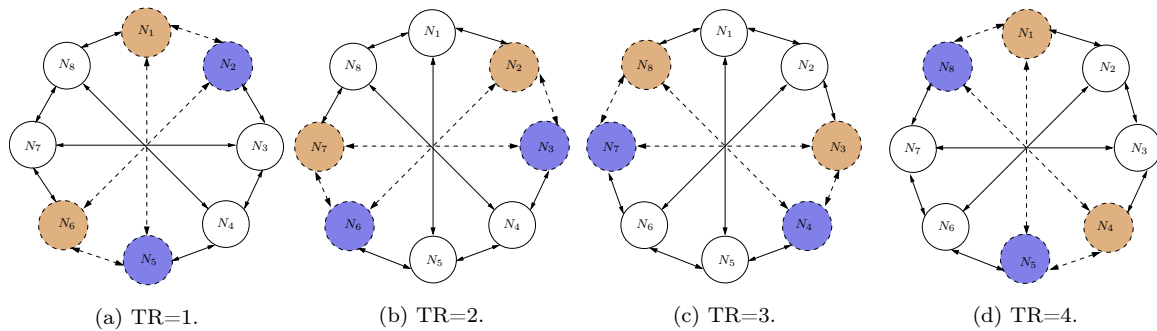 N1
N2
N3
N4
N5
N6
N7
N8
(a) TR=1.
N1
N2
N3
N4
N5
N6
N7
N8
(b) TR=2.
N1
N2
N3
N4
N5
N6
N7
N8
(c) TR=3.
N1
N2
N3
N4
N5
N6
N7
N8
(d) TR=4.